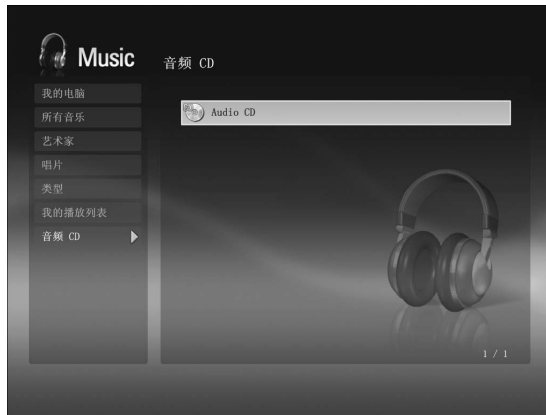 Music
音频 CD
我的电脑
所有音乐
艺术家
唱片
类型
我的播放列表
音频 CD
Audio CD
1 / 1